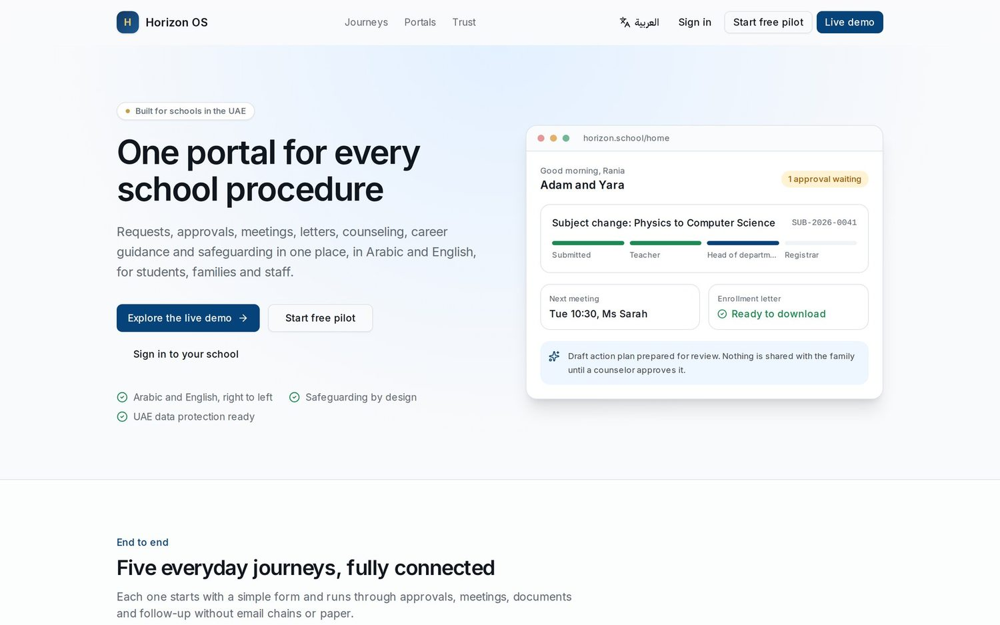 H
Horizon OS
Journeys
Portals
Trust
العربية
Sign in
Start free pilot
Live demo
Built for schools in the UAE
One portal for every
school procedure
Requests, approvals, meetings, letters, counseling, career
guidance and safeguarding in one place, in Arabic and English,
for students, families and staff.
Explore the live demo
Start free pilot
Sign in to your school
Arabic and English, right to left
Safeguarding by design
UAE data protection ready
horizon.school/home
Good morning, Rania
Adam and Yara
1 approval waiting
Subject change: Physics to Computer Science
SUB-2026-0041
Submitted
Teacher
Head of departm...
Registrar
Next meeting
Tue 10:30, Ms Sarah
Enrollment letter
Ready to download
Draft action plan prepared for review. Nothing is shared with the family
until a counselor approves it.
End to end
Five everyday journeys, fully connected
Each one starts with a simple form and runs through approvals, meetings, documents
and follow-up without email chains or paper.